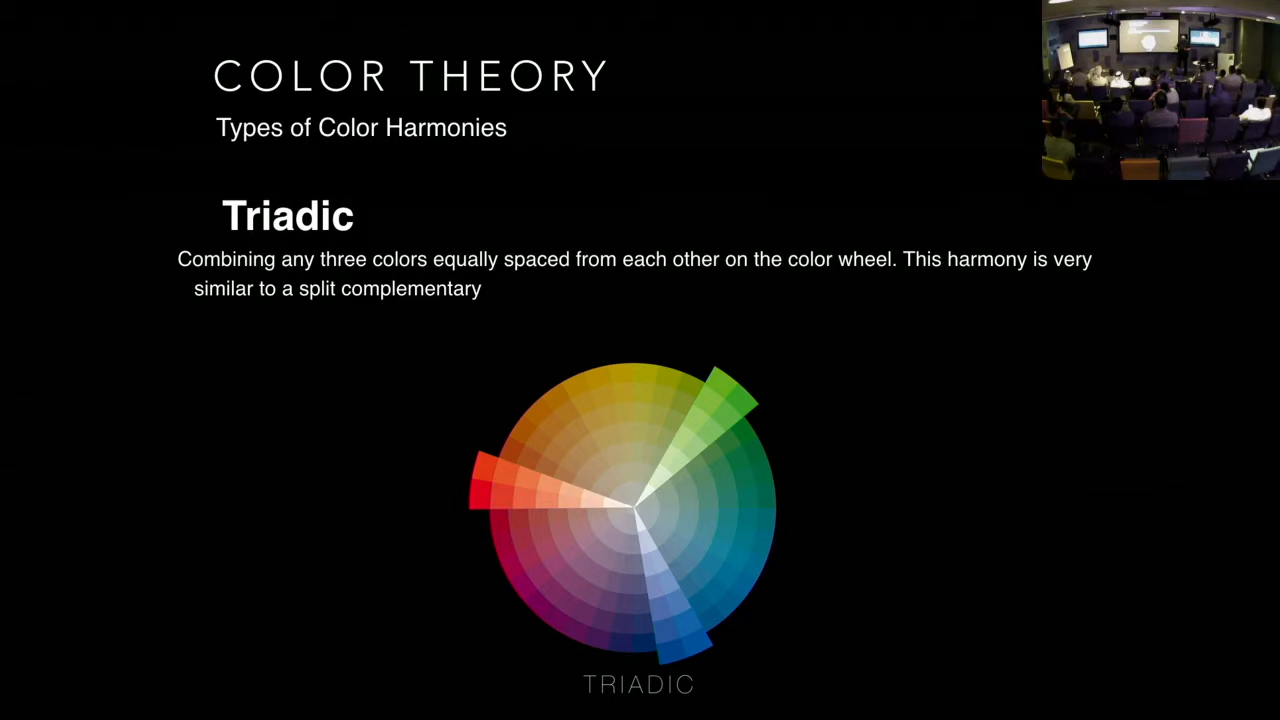 COLOR THEORY
Types of Color Harmonies
Triadic
Combining any three colors equally spaced from each other on the color wheel. This harmony is very
similar to a split complementary
TRIADIC